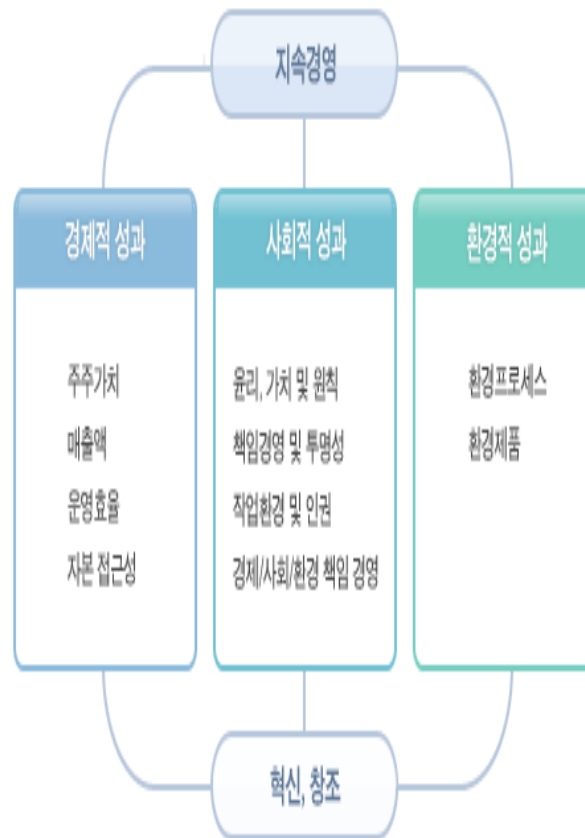 지속경영
경제적 성과
주주가치
매출액
운영효율
자본 접근성
사회적 성과
윤리, 가치 및 원칙
책임경영 및 투명성
작업환경 및 인권
경제/사회/환경 책임 경영
환경적 성과
환경프로세스
환경제품
혁신, 창조